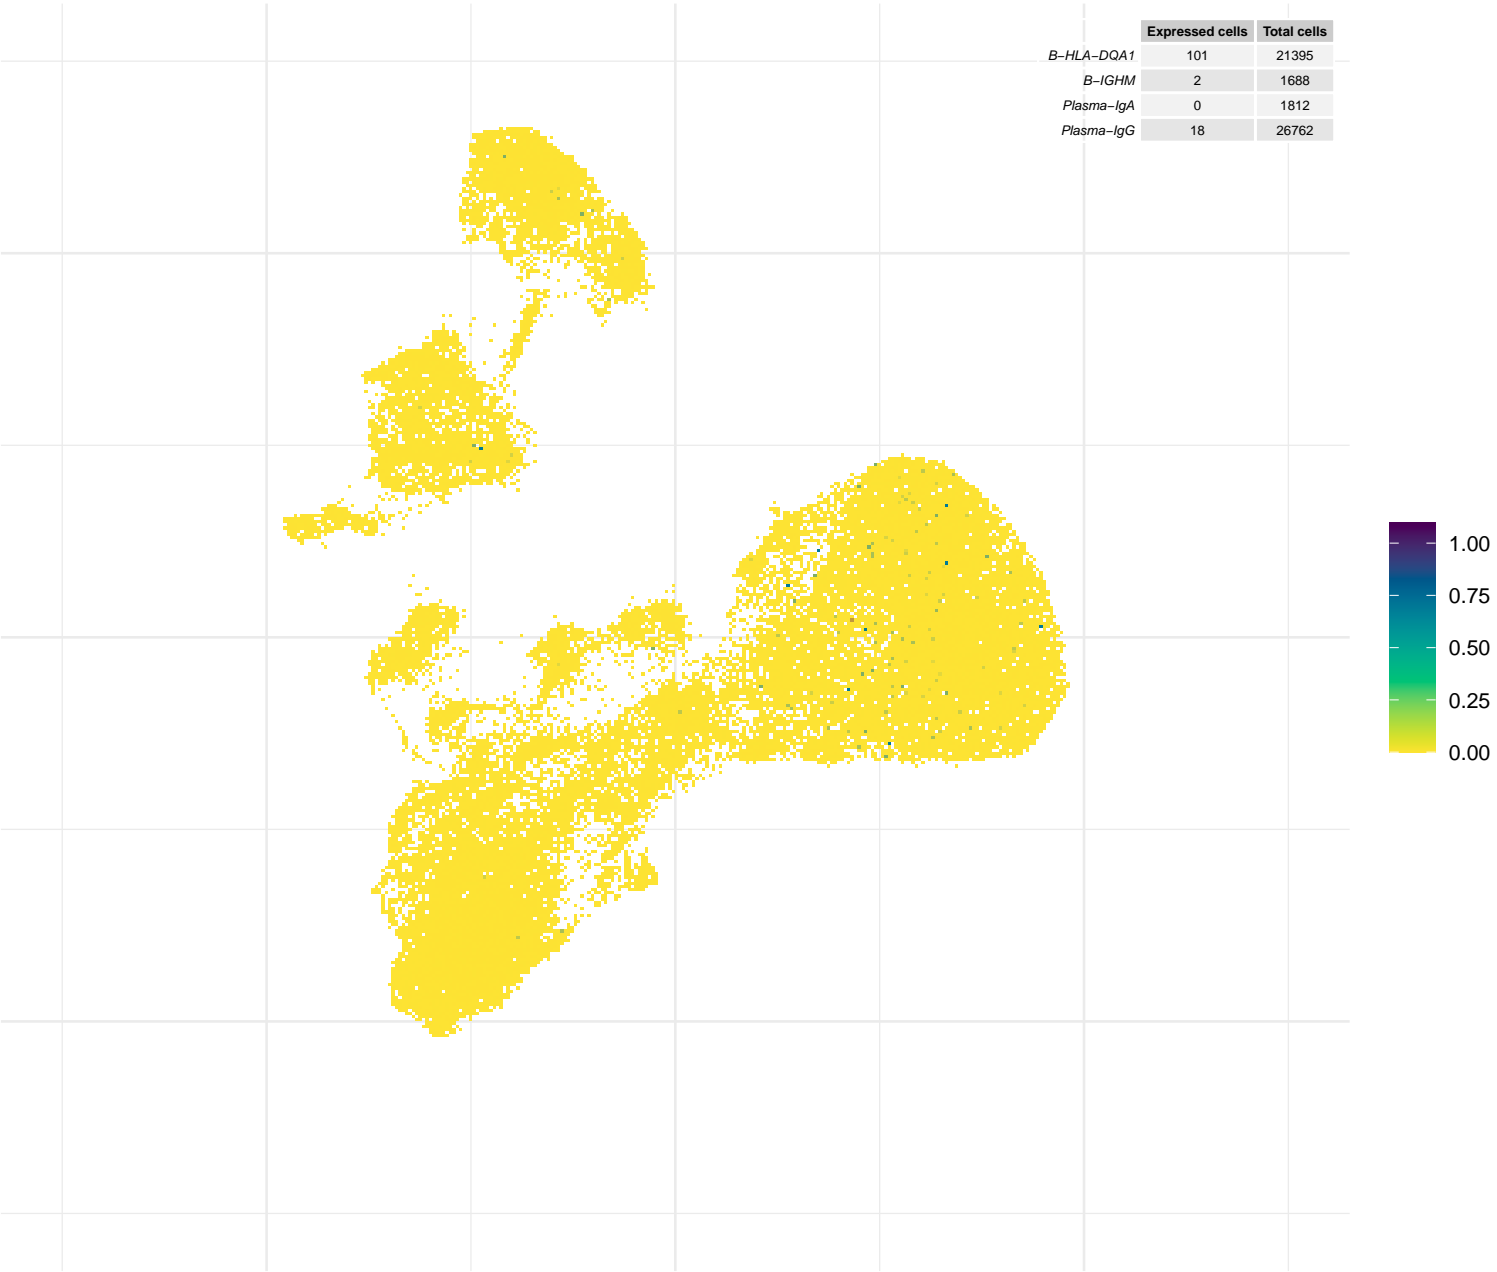 Expressed cells Total cells
B−HLA−DQA1 101 21395
B−IGHM 2 1688
Plasma−IgA 0 1812
Plasma−IgG 18 26762
1.00
0.75
0.50
0.25
0.00